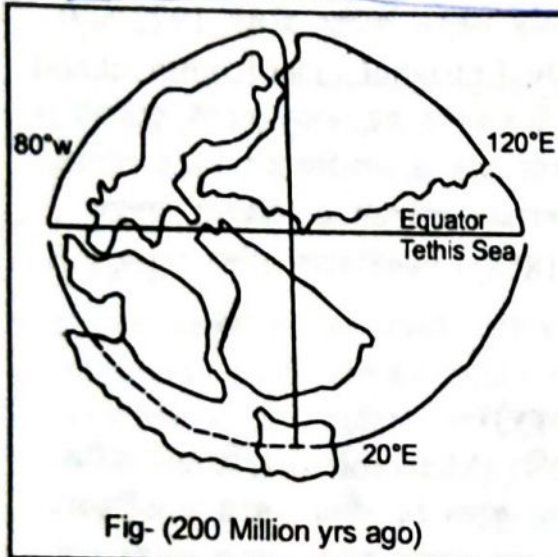 80°w
120°E
Equator
Tethis Sea
20°E
Fig- (200 Million yrs ago)